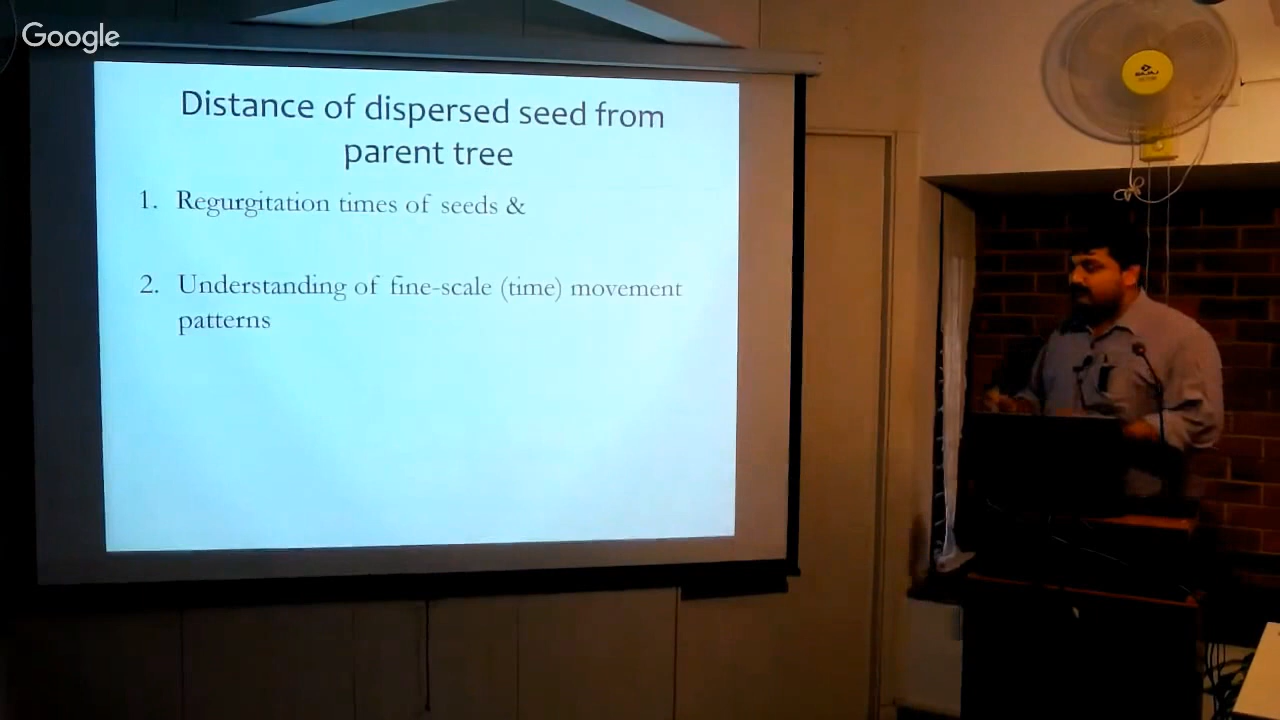 Google
Distance of dispersed seed from
parent tree
1. Regurgitation times of seeds &
2. Understanding of fine-scale (time) movement
patterns
BAJAJ